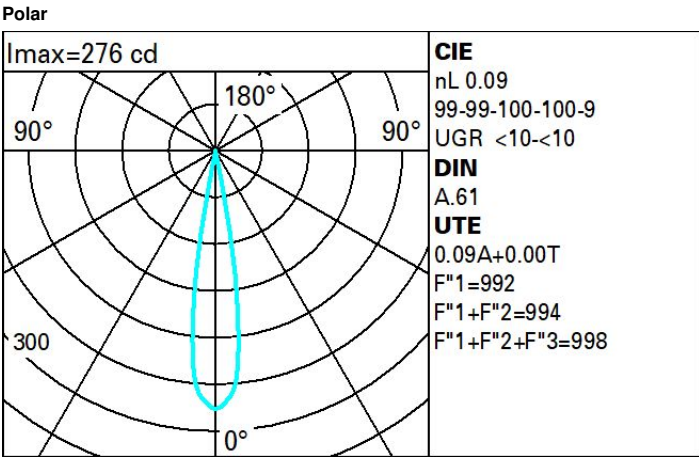 Polar
Imax=276 cd
180°
90°
90°
300
0°
CIE
nL 0.09
99-99-100-100-9
UGR <10-<10
DIN
A.61
UTE
0.09A+0.00T
F"1=992
F"1+F"2=994
F"1+F"2+F"3=998